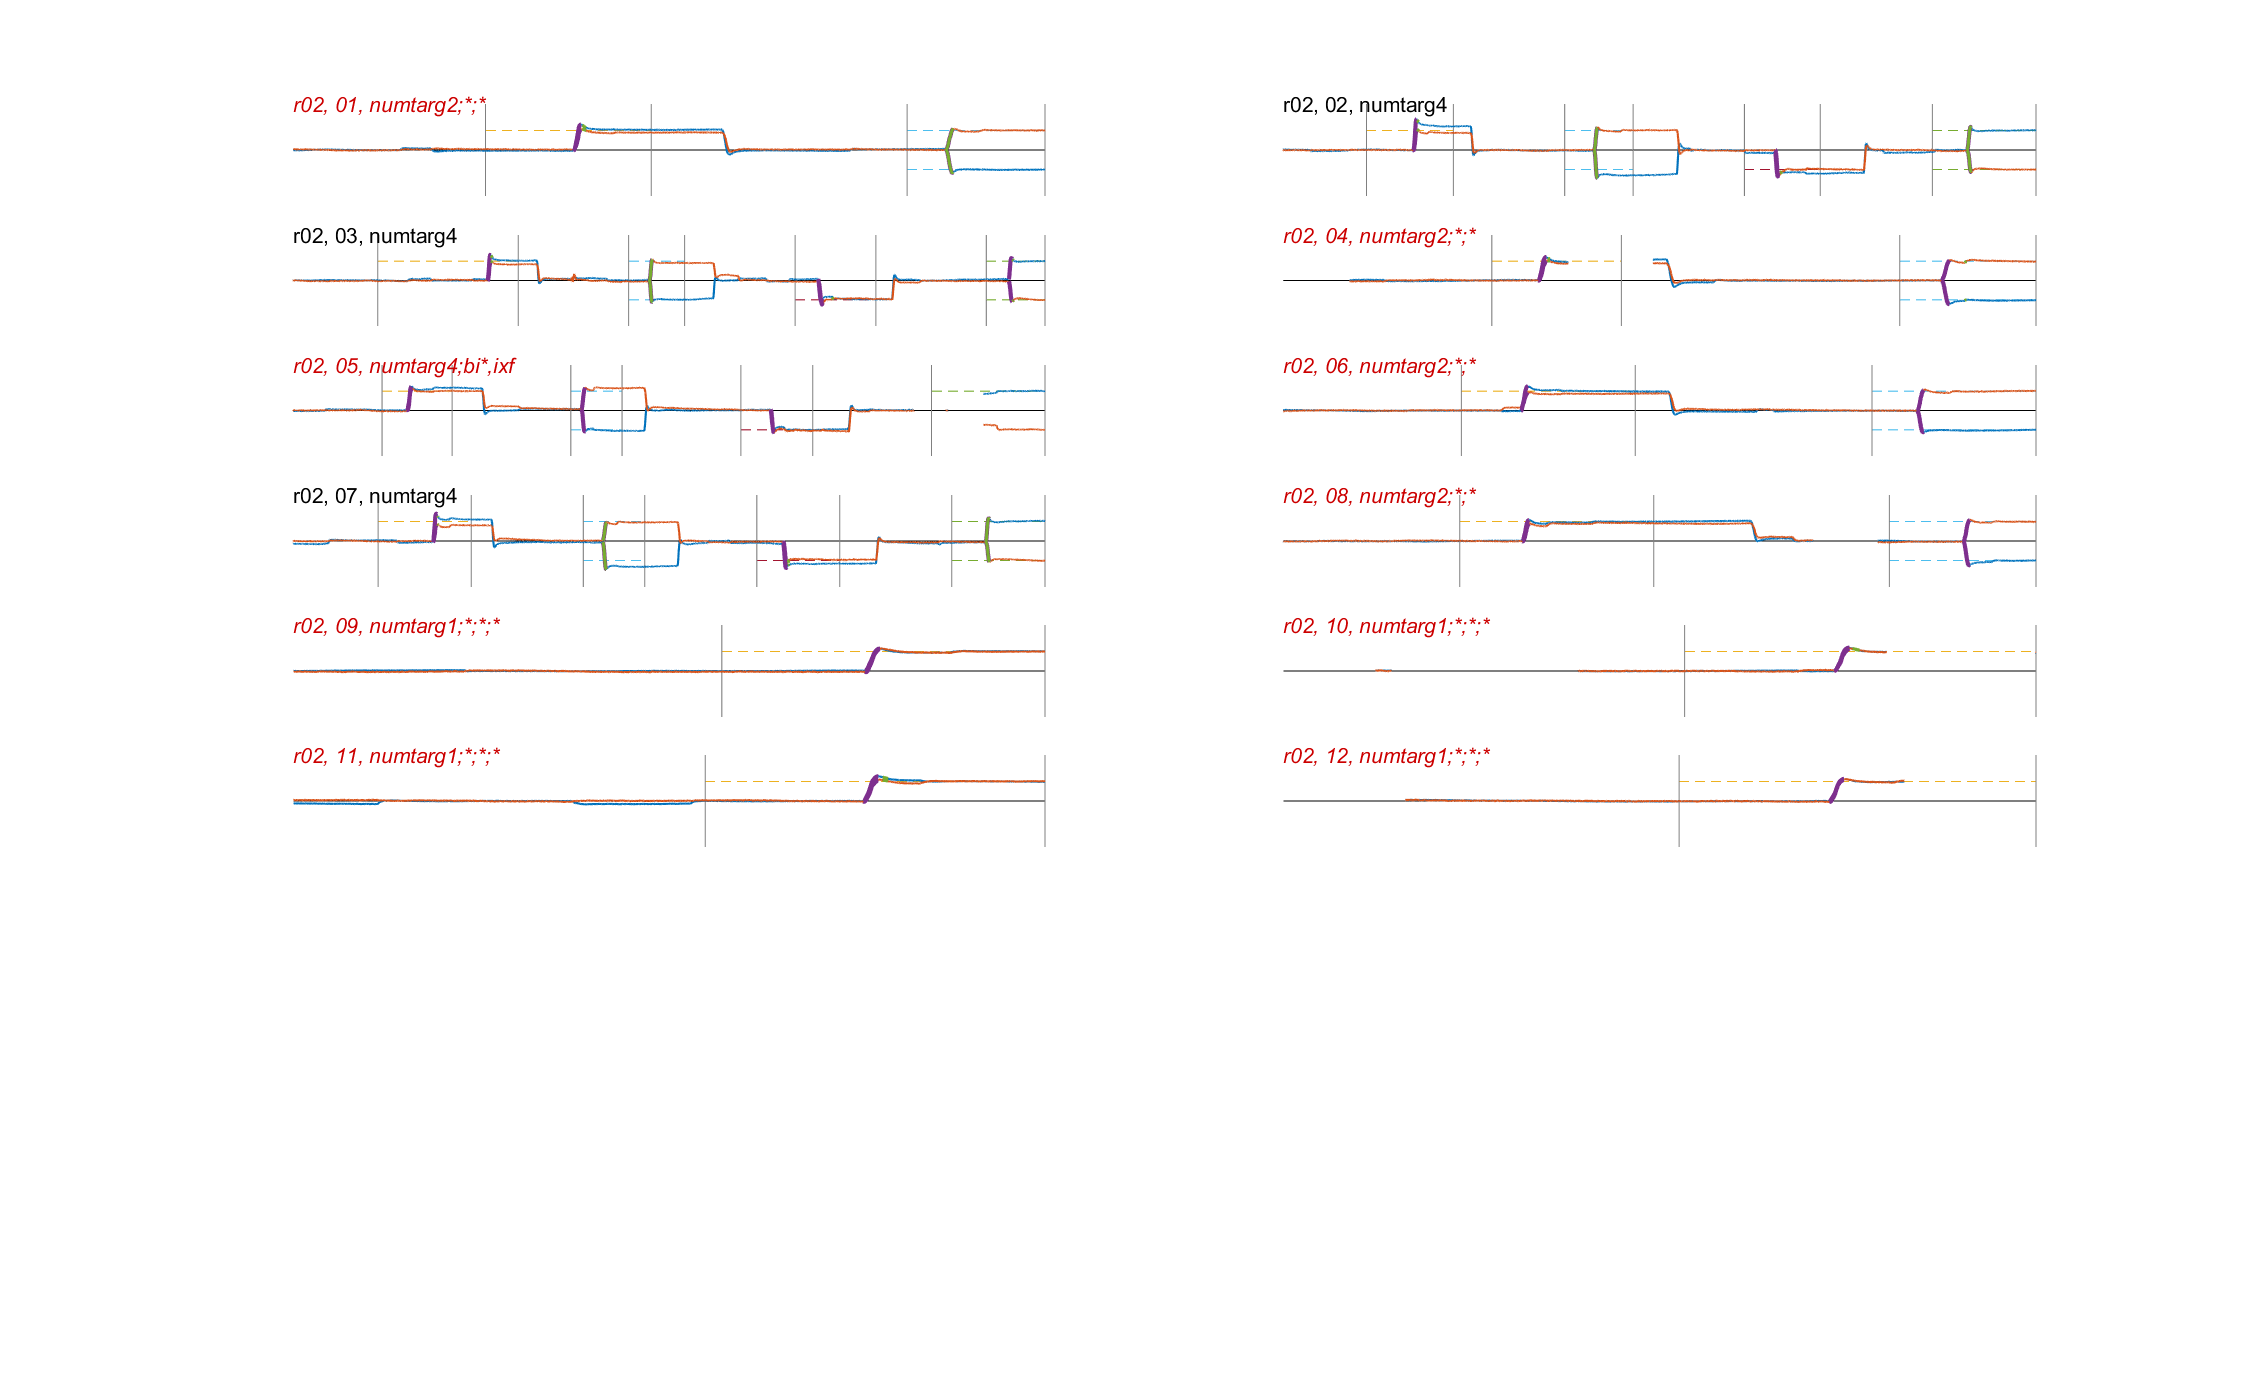 r02, 01, numtarg2;*;*
r02, 02, numtarg4
r02, 03, numtarg4
r02, 04, numtarg2;*;*
r02, 05, numtarg4;bi*,ixf
r02, 06, numtarg2;*;*
r02, 07, numtarg4
r02, 08, numtarg2;*;*
r02, 09, numtarg1;*;*;*
r02, 10, numtarg1;*;*;*
r02, 11, numtarg1;*;*;*
r02, 12, numtarg1;*;*;*